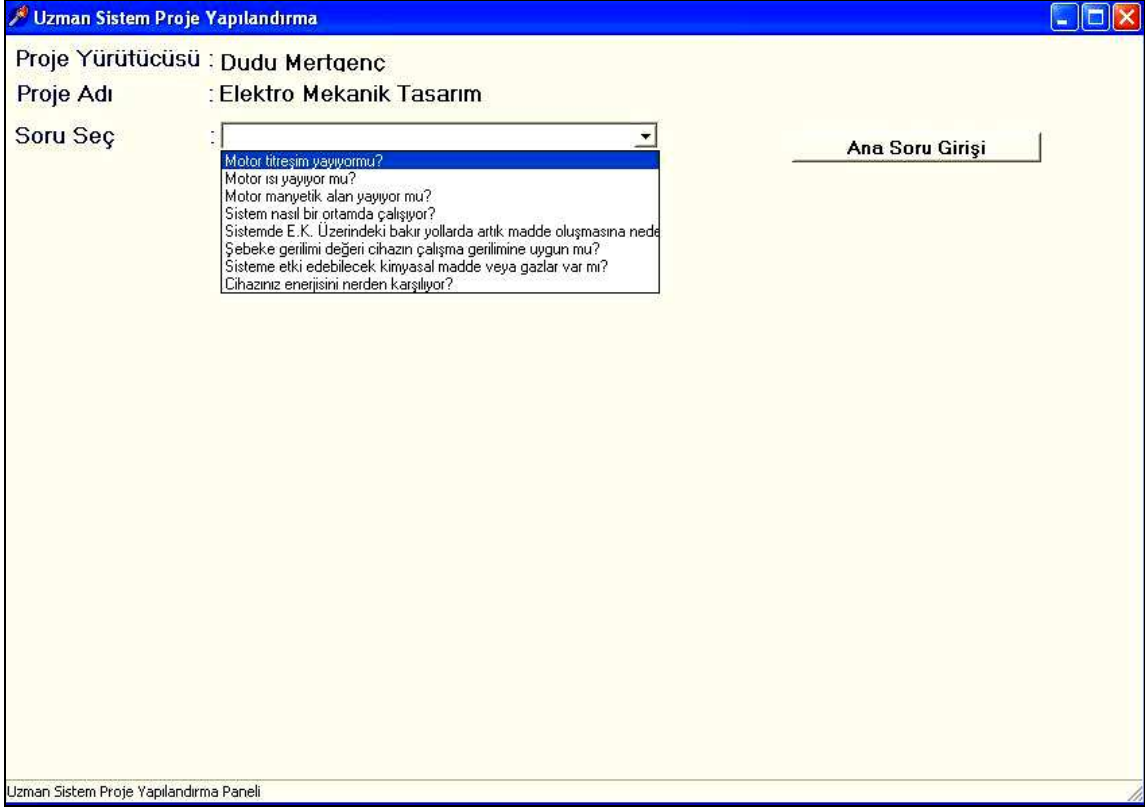 Uzman Sistem Proje Yapılandırma
Proje Yürütücüsü : Dudu Mertgenç
Proje Adı : Elektro Mekanik Tasarım
Soru Seç :
Ana Soru Girişi
Motor titreşim yayıyormu?
Motor ısı yayıyor mu?
Motor manyetik alan yayıyor mu?
Sistem nasıl bir ortamda çalışıyor?
Sistemde E.K. Üzerindeki bakır yollarda artık madde oluşmasına nede
Şebeke gerilimi değeri cihazın çalışma gerilimine uygun mu?
Sisteme etki edebilecek kimyasal madde veya gazlar var mı?
Cihazınız enerjisini nerden karşılıyor?
Uzman Sistem Proje Yapılandırma Paneli